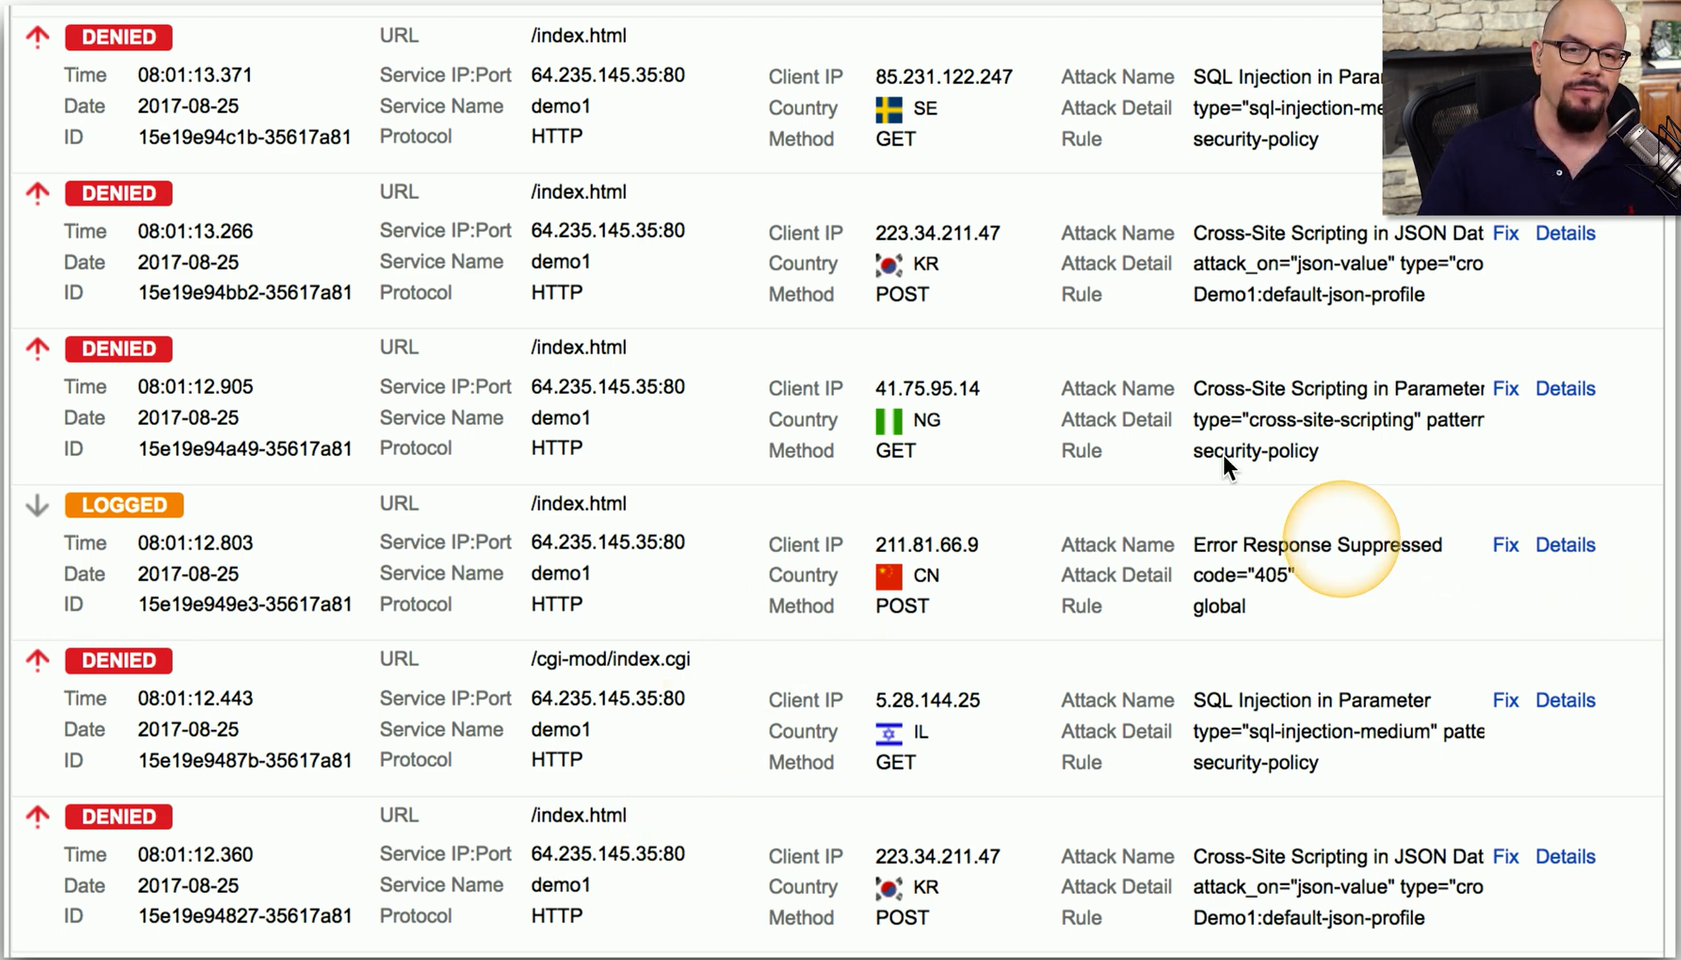 DENIED URL /index.html
Time 08:01:13.371 Service IP:Port 64.235.145.35:80 Client IP 85.231.122.247 Attack Name SQL Injection in
Date 2017-08-25 Service Name demo1 Country SE Attack Detail type="sql-injection-me
ID 15e19e94c1b-35617a81 Protocol HTTP Method GET Rule security-policy
DENIED URL /index.html
Time 08:01:13.266 Service IP:Port 64.235.145.35:80 Client IP 223.34.211.47 Attack Name Cross-Site Scripting in JSON Dat Fix Details
Date 2017-08-25 Service Name demo1 Country KR Attack Detail attack_on="json-value" type="cro
ID 15e19e94bb2-35617a81 Protocol HTTP Method POST Rule Demo1:default-json-profile
DENIED URL /index.html
Time 08:01:12.905 Service IP:Port 64.235.145.35:80 Client IP 41.75.95.14 Attack Name Cross-Site Scripting in Parameter Fix Details
Date 2017-08-25 Service Name demo1 Country NG Attack Detail type="cross-site-scripting" pattern
ID 15e19e94a49-35617a81 Protocol HTTP Method GET Rule security-policy
LOGGED URL /index.html
Time 08:01:12.803 Service IP:Port 64.235.145.35:80 Client IP 211.81.66.9 Attack Name Error Response Suppressed Fix Details
Date 2017-08-25 Service Name demo1 Country CN Attack Detail code="405"
ID 15e19e949e3-35617a81 Protocol HTTP Method POST Rule global
DENIED URL /cgi-mod/index.cgi
Time 08:01:12.443 Service IP:Port 64.235.145.35:80 Client IP 5.28.144.25 Attack Name SQL Injection in Parameter Fix Details
Date 2017-08-25 Service Name demo1 Country IL Attack Detail type="sql-injection-medium" patte
ID 15e19e9487b-35617a81 Protocol HTTP Method GET Rule security-policy
DENIED URL /index.html
Time 08:01:12.360 Service IP:Port 64.235.145.35:80 Client IP 223.34.211.47 Attack Name Cross-Site Scripting in JSON Dat Fix Details
Date 2017-08-25 Service Name demo1 Country KR Attack Detail attack_on="json-value" type="cro
ID 15e19e94827-35617a81 Protocol HTTP Method POST Rule Demo1:default-json-profile